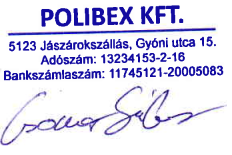 POLIBEX KFT.
5123 Jászárokszállás, Gyóni utca 15.
Adószám: 13234153-2-16
Bankszámlaszám: 11745121-20005083